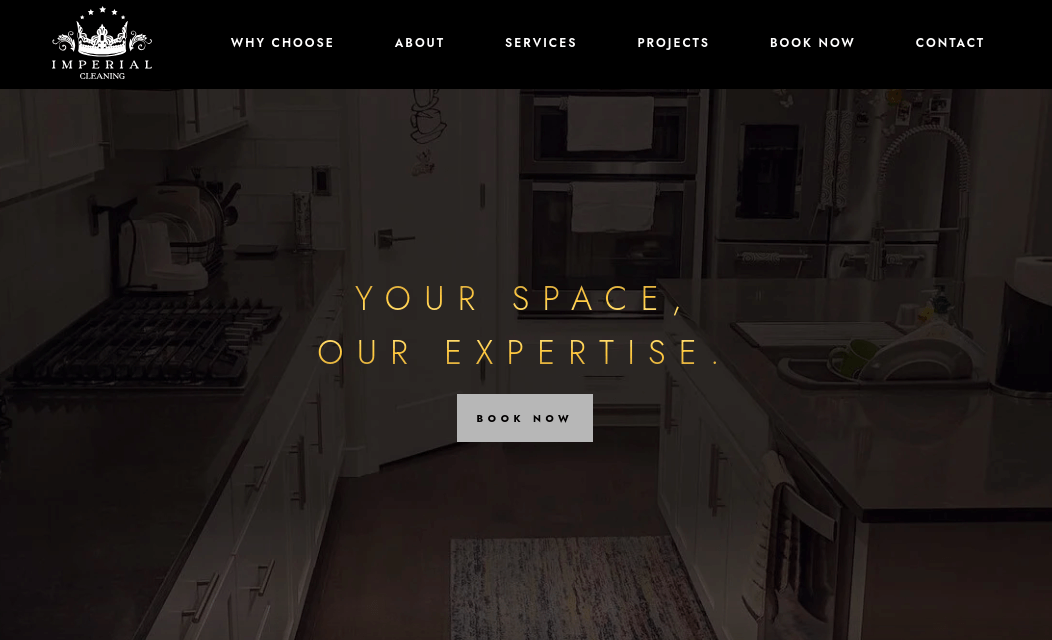 IMPERIAL
CLEANING
WHY CHOOSE
ABOUT
SERVICES
PROJECTS
BOOK NOW
CONTACT
YOUR SPACE,
OUR EXPERTISE.
BOOK NOW